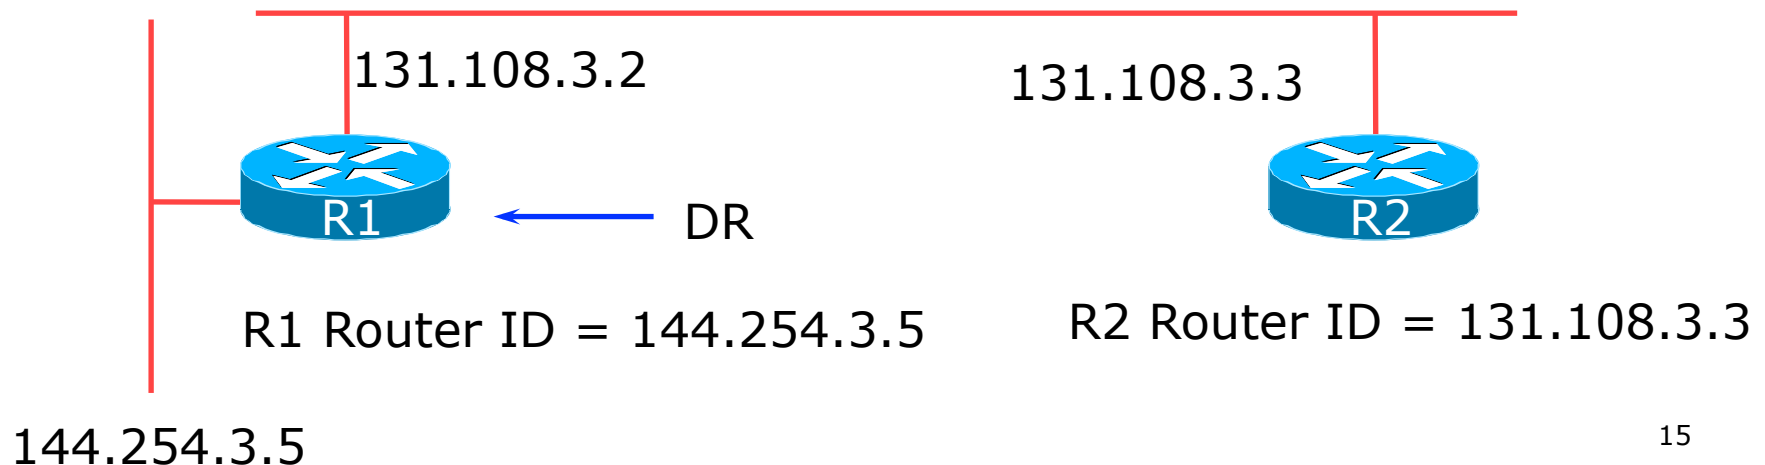 131.108.3.2
131.108.3.3
R1
DR
R2
R1 Router ID = 144.254.3.5
R2 Router ID = 131.108.3.3
144.254.3.5
15